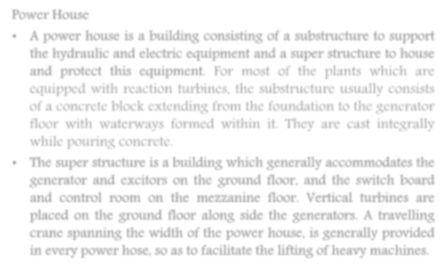 Power House
• A power house is a building consisting of a substructure to support
the hydraulic and electric equipment and a super structure to house
and protect this equipment. For most of the plants which are
equipped with reaction turbines, the substructure usually consists
of a concrete block extending from the foundation to the generator
floor with waterways formed within it. They are cast integrally
while pouring concrete.
• The super structure is a building which generally accommodates the
generator and excitors on the ground floor, and the switch board
and control room on the mezzanine floor. Vertical turbines are
placed on the ground floor along side the generators. A travelling
crane spanning the width of the power house, is generally provided
in every power hose, so as to facilitate the lifting of heavy machines.